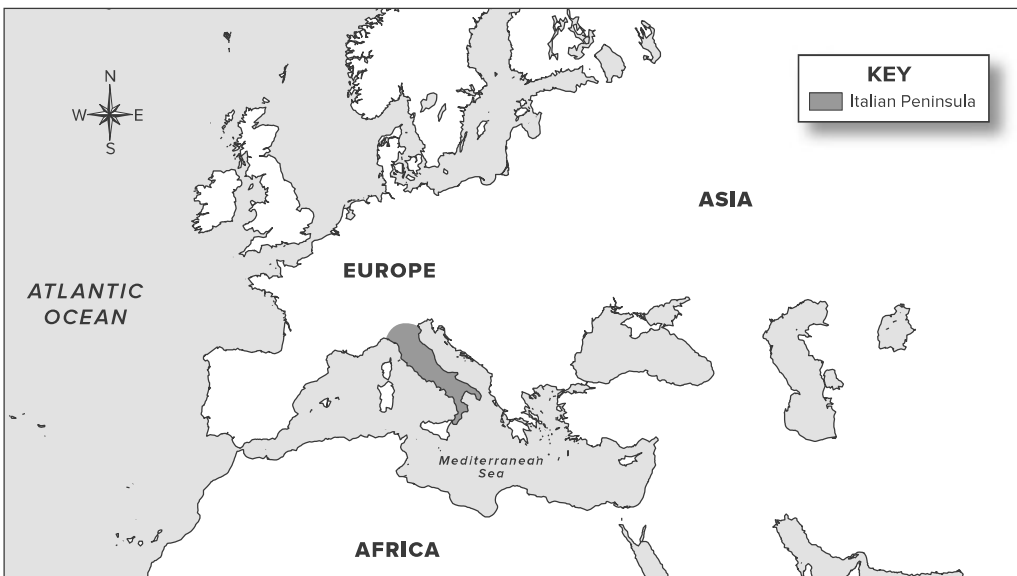 N
W E
S
KEY
Italian Peninsula
ASIA
EUROPE
ATLANTIC
OCEAN
Mediterranean
Sea
AFRICA